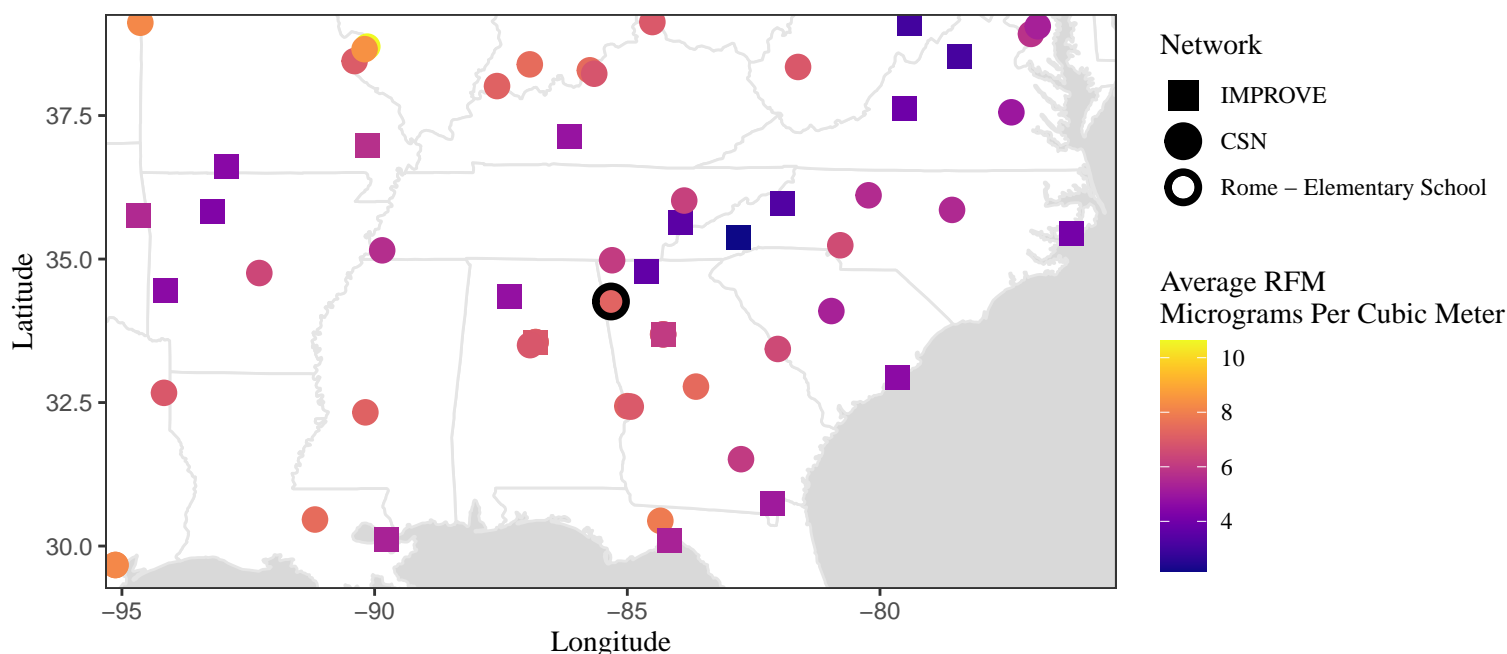 Network
IMPROVE
CSN
Rome – Elementary School
Average RFM
Micrograms Per Cubic Meter
10
8
6
4
Latitude
37.5
35.0
32.5
30.0
−95
−90
−85
−80
Longitude